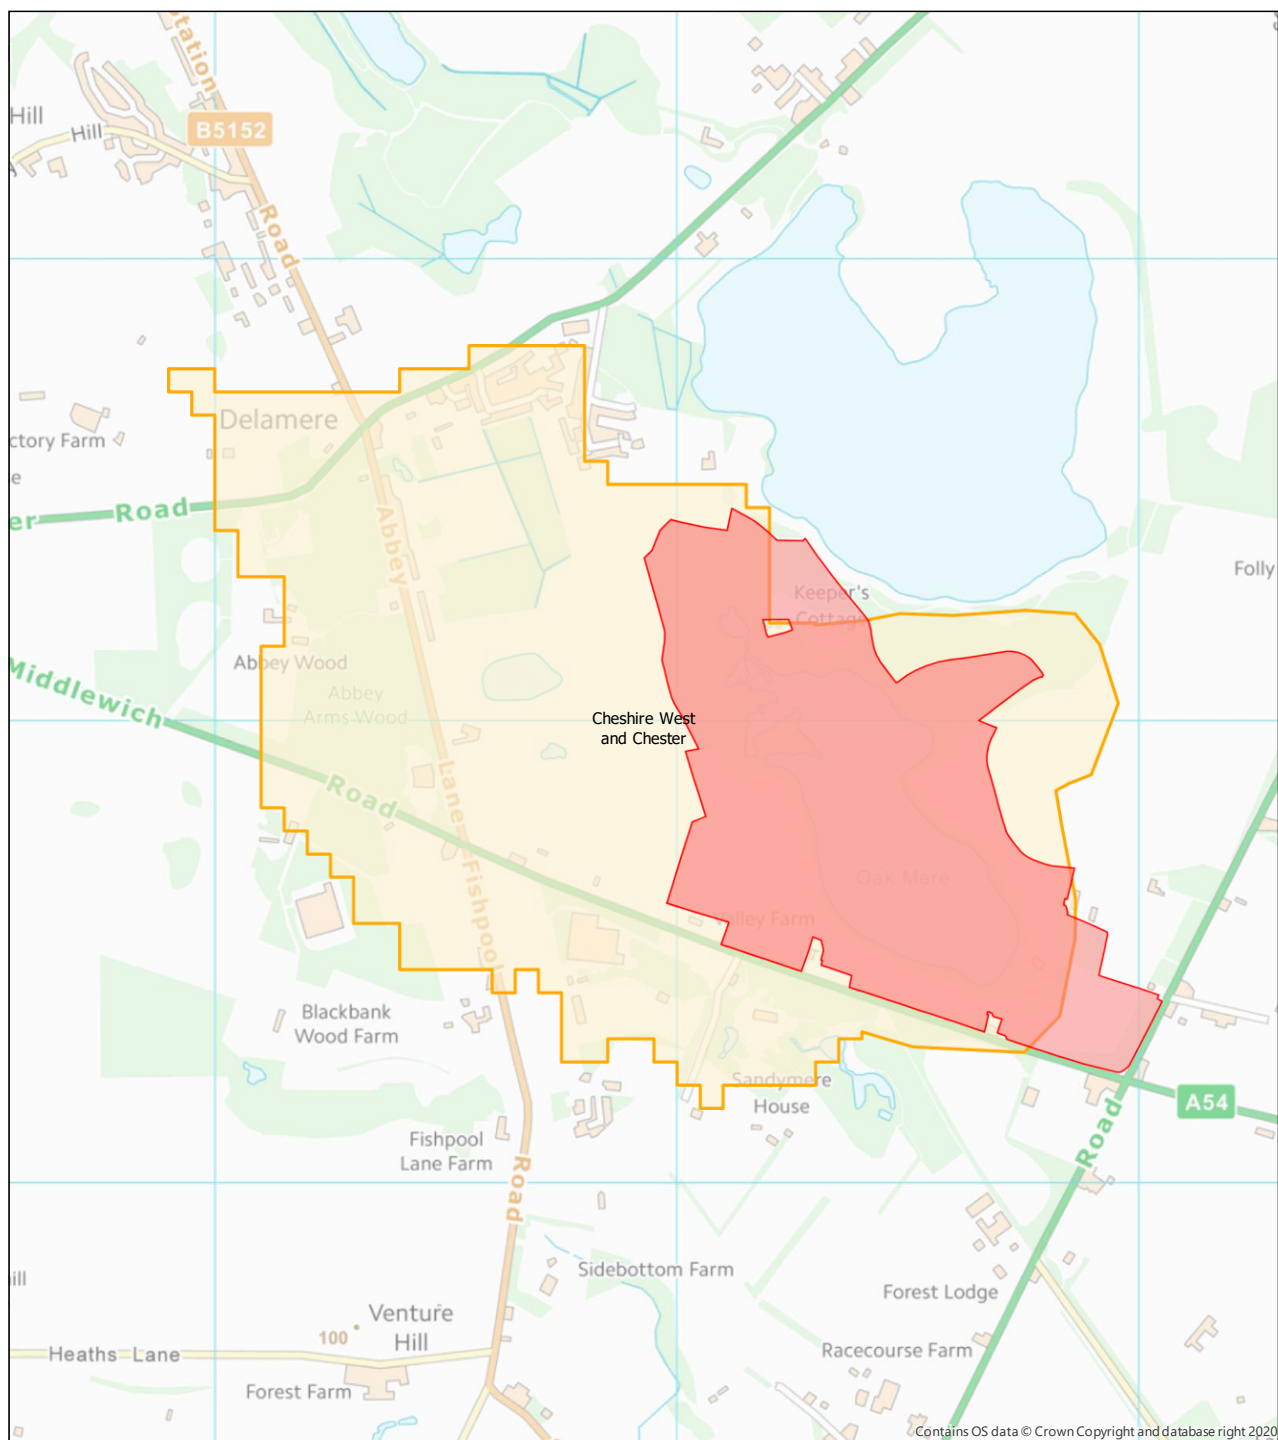 Station
Hill
Hill
B5152
Road
Delamere
ctory Farm
e
er
Road
Abbey
Folly
Keeper's
Cottage
Abbey Wood
Abbey
Arms Wood
Middlewich
Cheshire West
and Chester
Road
Lane
Fishpool
Oak Mere
Valley Farm
Blackbank
Wood Farm
Sandymere
House
A54
Road
Fishpool
Lane Farm
Road
Sidebottom Farm
ill
Forest Lodge
Venture
Hill
100
Racecourse Farm
Heaths Lane
Forest Farm
Contains OS data © Crown Copyright and database right 2020